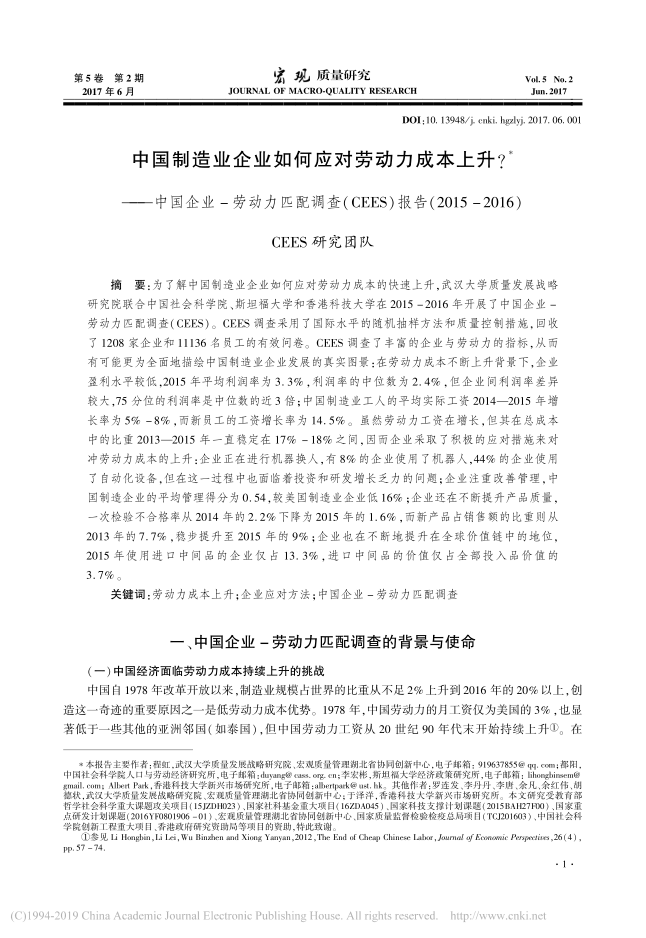 第 5 卷　第 2 期
2017 年 6 月
宏观 质量研究
JOURNAL OF MACRO-QUALITY RESEARCH
Vol. 5　No. 2
Jun. 2017
DOI:10. 13948/j. cnki. hgzlyj. 2017. 06. 001
中国制造业企业如何应对劳动力成本上升?*
——中国企业 – 劳动力匹配调查(CEES)报告(2015 – 2016)
CEES 研究团队
摘　要:为了解中国制造业企业如何应对劳动力成本的快速上升,武汉大学质量发展战略
研究院联合中国社会科学院、斯坦福大学和香港科技大学在 2015 – 2016 年开展了中国企业 –
劳动力匹配调查(CEES)。CEES 调查采用了国际水平的随机抽样方法和质量控制措施,回收
了 1208 家企业和 11136 名员工的有效问卷。CEES 调查了丰富的企业与劳动力的指标,从而
有可能更为全面地描绘中国制造业企业发展的真实图景:在劳动力成本不断上升背景下,企业
盈利水平较低,2015 年平均利润率为 3. 3% ,利润率的中位数为 2. 4% ,但企业间利润率差异
较大,75 分位的利润率是中位数的近 3 倍;中国制造业工人的平均实际工资 2014—2015 年增
长率为 5% –8% ,而新员工的工资增长率为 14. 5% 。虽然劳动力工资在增长,但其在总成本
中的比重 2013—2015 年一直稳定在 17% –18% 之间,因而企业采取了积极的应对措施来对
冲劳动力成本的上升:企业正在进行机器换人,有 8% 的企业使用了机器人,44% 的企业使用
了自动化设备,但在这一过程中也面临着投资和研发增长乏力的问题;企业注重改善管理,中
国制造企业的平均管理得分为 0. 54,较美国制造业企业低 16% ;企业还在不断提升产品质量,
一次检验不合格率从 2014 年的 2. 2% 下降为 2015 年的 1. 6% ,而新产品占销售额的比重则从
2013 年的 7. 7% ,稳步提升至 2015 年的 9% ;企业也在不断地提升在全球价值链中的地位,
2015 年使用进口中间品的企业仅占 13. 3% ,进口中间品的价值仅占全部投入品价值的
3. 7% 。
关键词:劳动力成本上升;企业应对方法;中国企业 – 劳动力匹配调查
一、中国企业 – 劳动力匹配调查的背景与使命
(一)中国经济面临劳动力成本持续上升的挑战
中国自 1978 年改革开放以来,制造业规模占世界的比重从不足 2% 上升到 2016 年的 20% 以上,创
造这一奇迹的重要原因之一是低劳动力成本优势。1978 年,中国劳动力的月工资仅为美国的 3% ,也显
著低于一些其他的亚洲邻国(如泰国),但中国劳动力工资从 20 世纪 90 年代末开始持续上升①。在
* 本报告主要作者:程虹,武汉大学质量发展战略研究院、宏观质量管理湖北省协同创新中心,电子邮箱: 919637855@ qq. com;都阳,
中国社会科学院人口与劳动经济研究所,电子邮箱:duyang@ cass. org. cn;李宏彬,斯坦福大学经济政策研究所,电子邮箱: lihongbinsem@
gmail. com; Albert Park,香港科技大学新兴市场研究所,电子邮箱:albertpark@ ust. hk。其他作者:罗连发、李丹丹、李唐、余凡、余红伟、胡
德状,武汉大学质量发展战略研究院、宏观质量管理湖北省协同创新中心;于泽洋,香港科技大学新兴市场研究所。本文研究受教育部
哲学社会科学重大课题攻关项目(15JZDH023)、国家社科基金重大项目(16ZDA045)、国家科技支撑计划课题(2015BAH27F00)、国家重
点研发计划课题(2016YF0801906 – 01)、宏观质量管理湖北省协同创新中心、国家质量监督检验检疫总局项目(TCJ201603)、中国社会科
学院创新工程重大项目、香港政府研究资助局等项目的资助,特此致谢。
①参见 Li Hongbin, Li Lei, Wu Binzhen and Xiong Yanyan,2012,The End of Cheap Chinese Labor, Journal of Economic Perspectives,26(4),
pp. 57 – 74.
· 1 ·
(C)1994-2019 China Academic Journal Electronic Publishing House. All rights reserved.    http://www.cnki.net